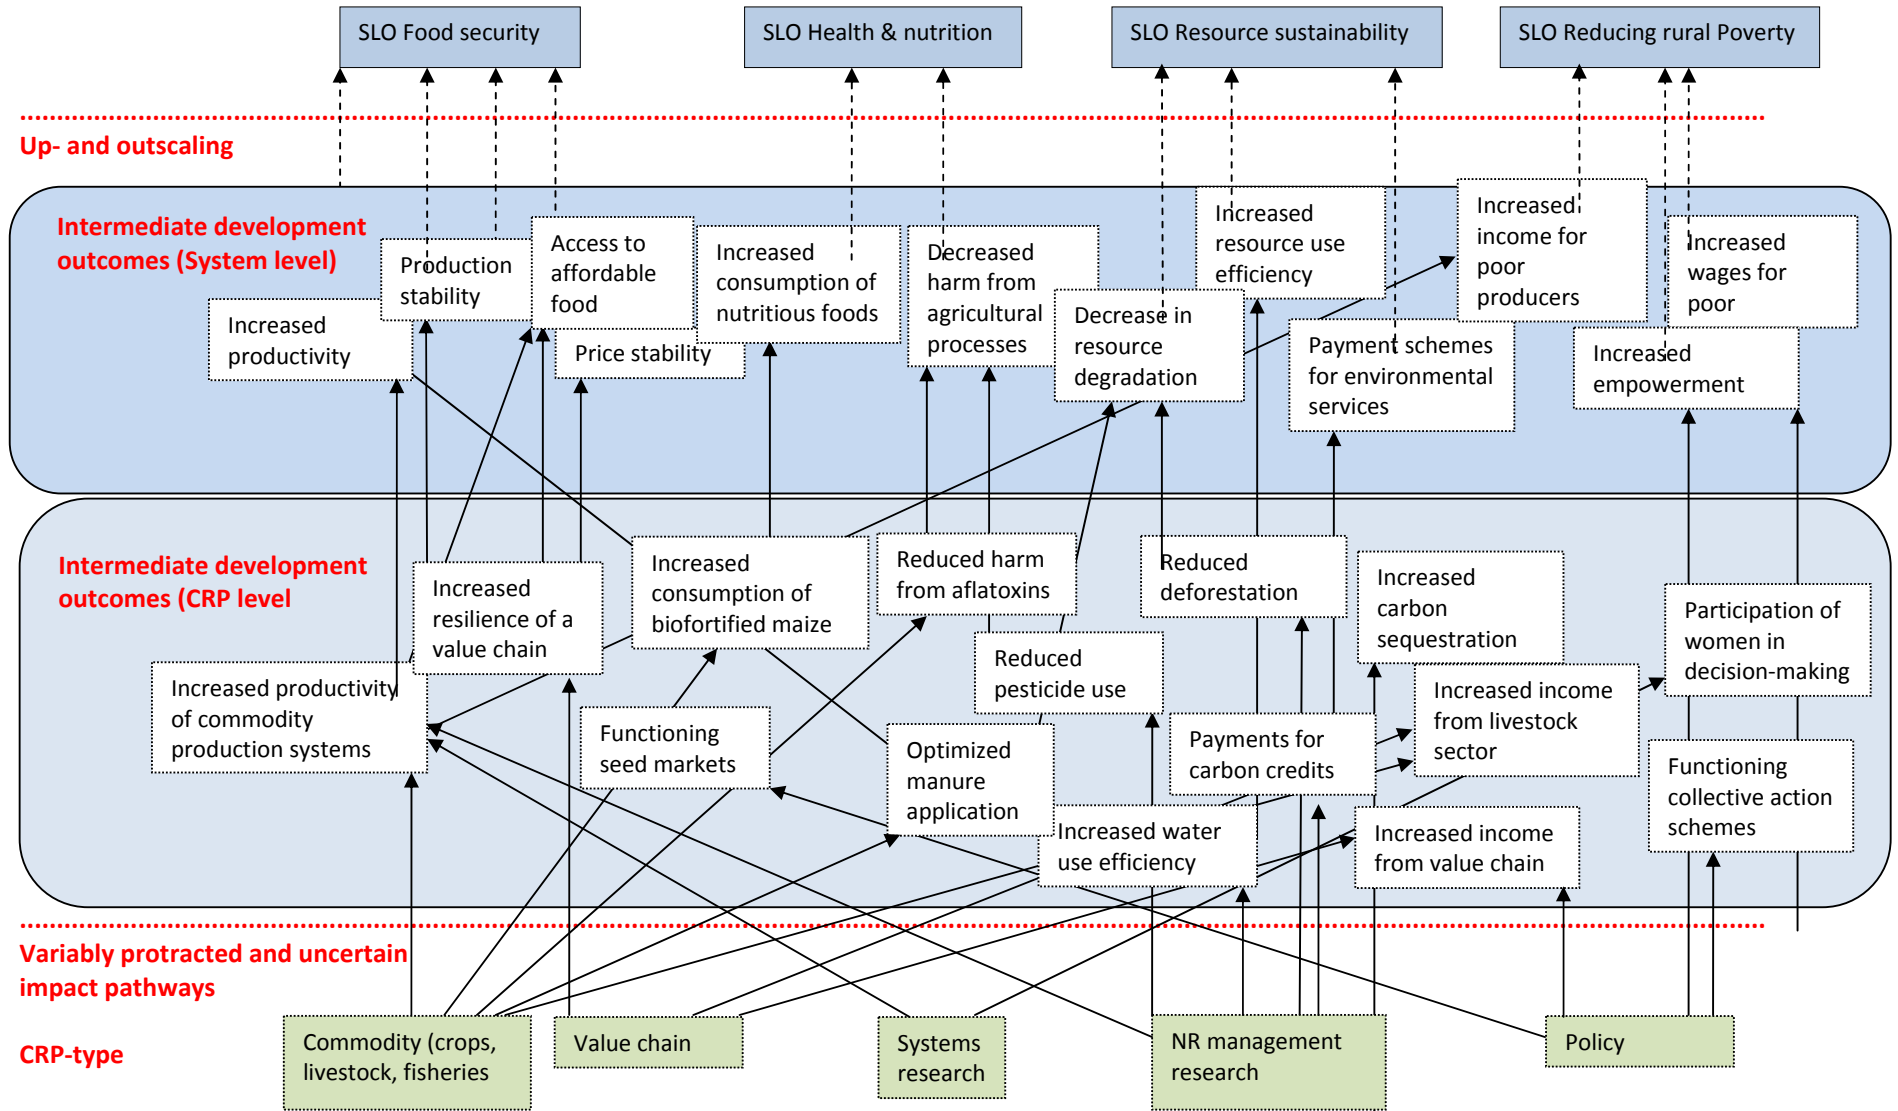 SLO Food security
SLO Health & nutrition
SLO Resource sustainability
SLO Reducing rural Poverty
Up- and outscaling
Intermediate development
outcomes (System level)
Increased
productivity
Production
stability
Access to
affordable
food
Price stability
Increased
consumption of
nutritious foods
Decreased
harm from
agricultural
processes
Decrease in
resource
degradation
Increased
resource use
efficiency
Payment schemes
for environmental
services
Increased
income for
poor
producers
Increased
wages for
poor
Increased
empowerment
Intermediate development
outcomes (CRP level
Increased productivity
of commodity
production systems
Increased
resilience of a
value chain
Functioning
seed markets
Increased
consumption of
biofortified maize
Reduced harm
from aflatoxins
Reduced
pesticide use
Optimized
manure
application
Increased water
use efficiency
Reduced
deforestation
Payments for
carbon credits
Increased
carbon
sequestration
Increased income
from livestock
sector
Increased income
from value chain
Participation of
women in
decision-making
Functioning
collective action
schemes
Variably protracted and uncertain
impact pathways
CRP-type
Commodity (crops,
livestock, fisheries
Value chain
Systems
research
NR management
research
Policy